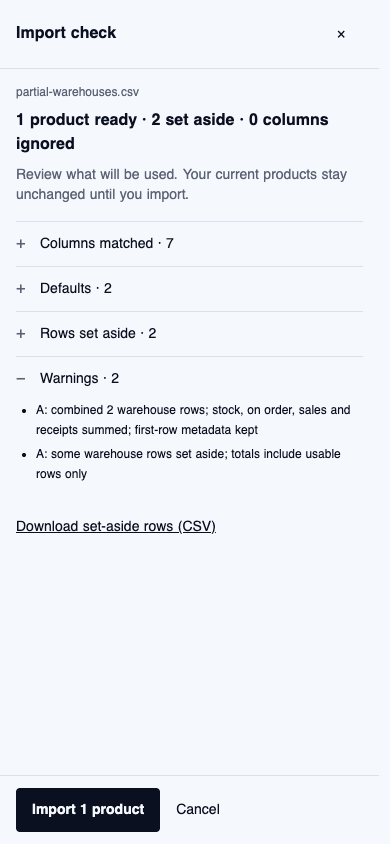 Import check
×
partial-warehouses.csv
1 product ready · 2 set aside · 0 columns
ignored
Review what will be used. Your current products stay
unchanged until you import.
+ Columns matched · 7
+ Defaults · 2
+ Rows set aside · 2
− Warnings · 2
• A: combined 2 warehouse rows; stock, on order, sales and
receipts summed; first-row metadata kept
• A: some warehouse rows set aside; totals include usable
rows only
Download set-aside rows (CSV)
Import 1 product
Cancel